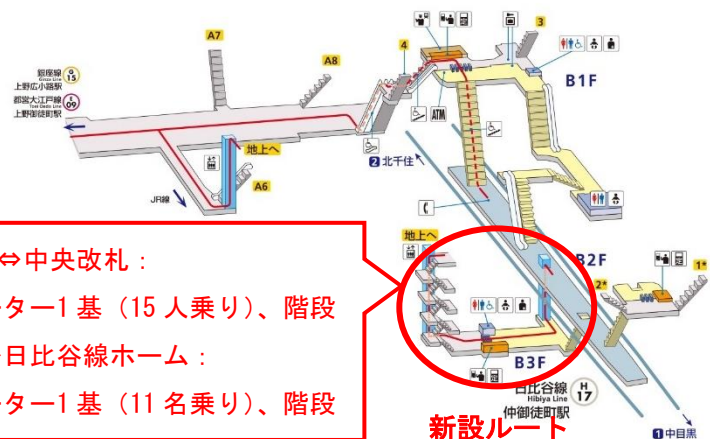 A7
A8
4
3
B1F
銀座線 G 15
Ginza Line
上野広小路駅
都営大江戸線 E 09
Toei Oedo Line
上野御徒町駅
ATM
地上へ
2 北千住
A6
JR線
地上へ
B2F
2*
1*
⇔中央改札：
ーター1基（15人乗り）、階段
日比谷線ホーム：
ーター1基（11名乗り）、階段
B3F
日比谷線 H 17
Hibiya Line
仲御徒町駅
新設ルート
1 中目黒